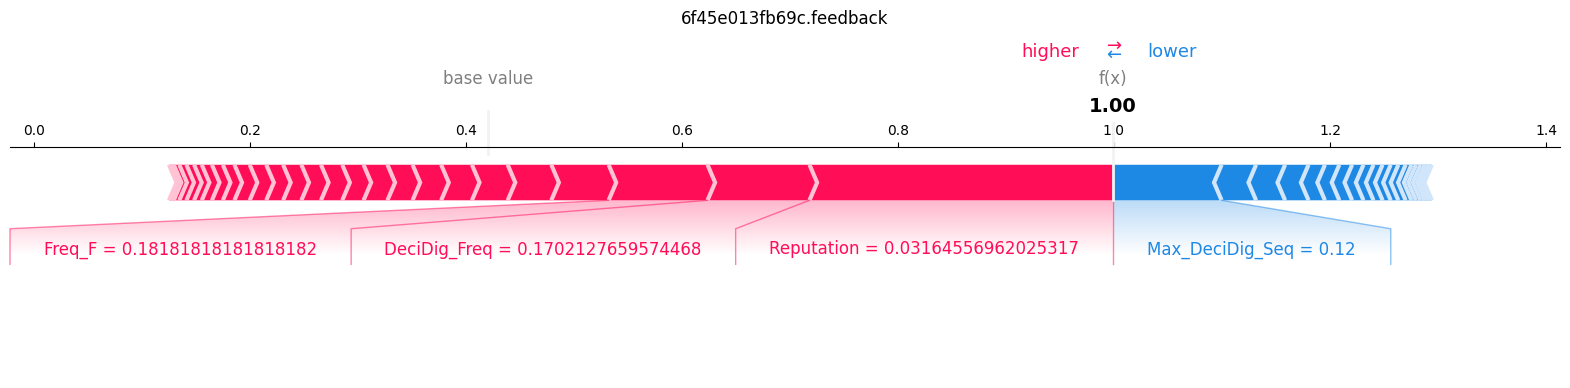 6f45e013fb69c.feedback
higher ⇄ lower
base value f(x)
1.00
0.0 0.2 0.4 0.6 0.8 1.0 1.2 1.4
Freq_F = 0.18181818181818182 DeciDig_Freq = 0.1702127659574468 Reputation = 0.03164556962025317 Max_DeciDig_Seq = 0.12